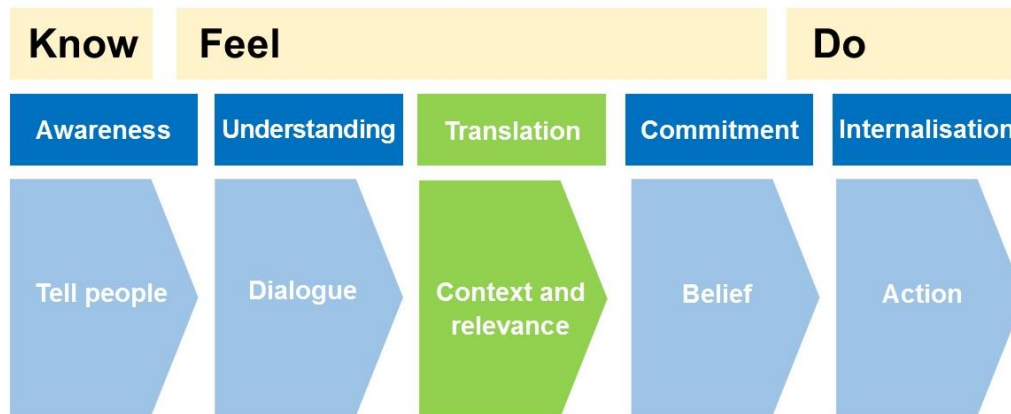 Know Feel Do
Awareness Understanding Translation Commitment Internalisation
Tell people Dialogue Context and relevance Belief Action